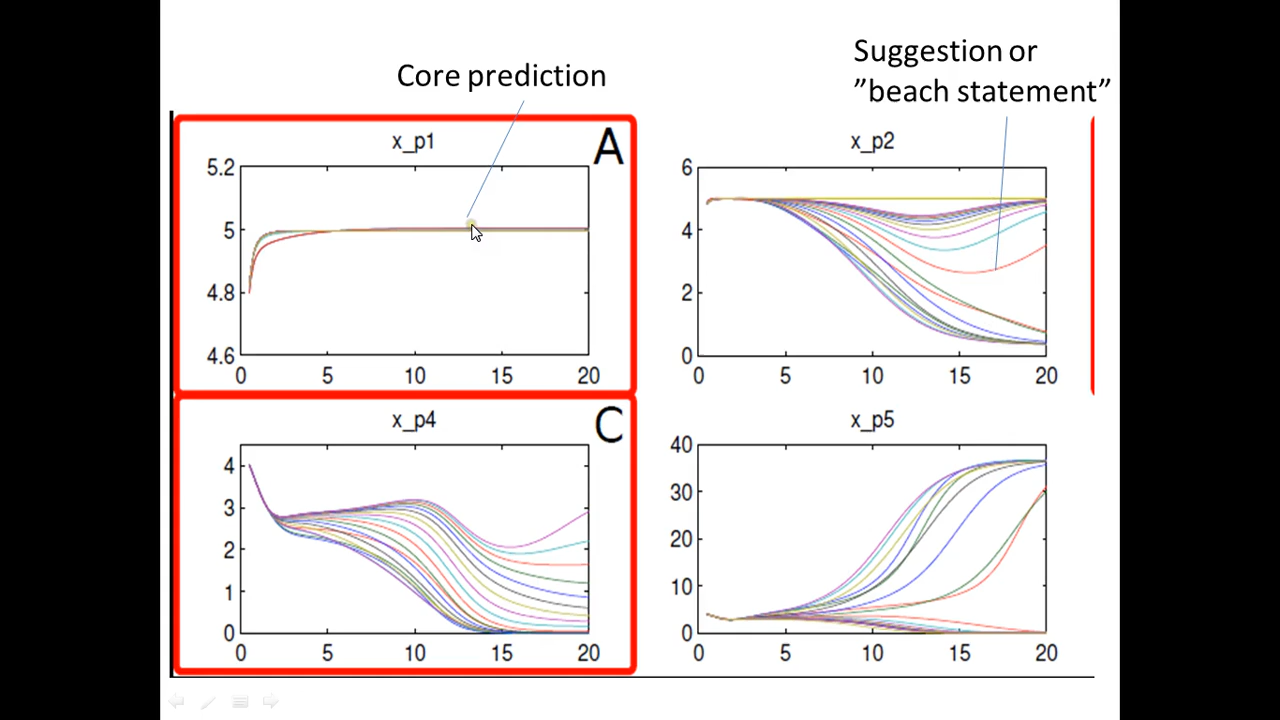 Core prediction
Suggestion or
”beach statement”
x_p1
A
5.2
5
4.8
4.6
0 5 10 15 20
x_p2
6
4
2
0
0 5 10 15 20
x_p4
C
4
3
2
1
0
0 5 10 15 20
x_p5
40
30
20
10
0
0 5 10 15 20